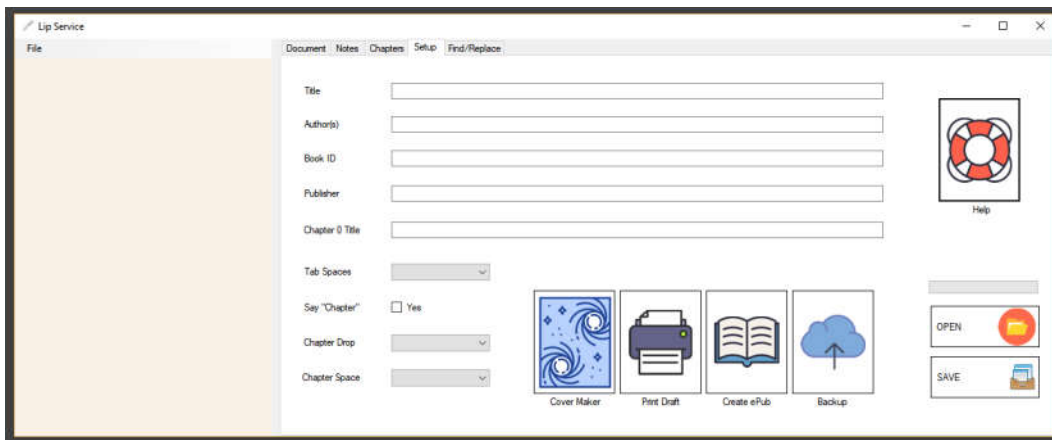 Lip Service
File
Document Notes Chapters Setup Find/Replace
Title
Author(s)
Book ID
Publisher
Chapter 0 Title
Help
Tab Spaces
Say "Chapter" Yes
Chapter Drop
Chapter Space
OPEN
SAVE
Cover Maker Print Draft Create ePub Backup